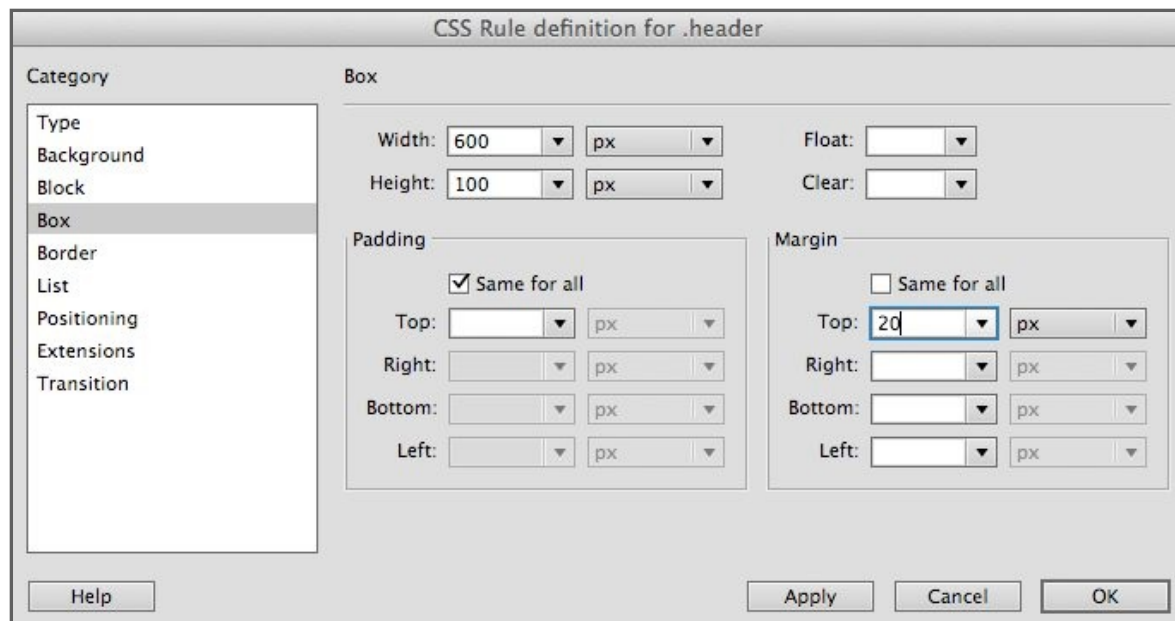 CSS Rule definition for .header
Category
Type
Background
Block
Box
Border
List
Positioning
Extensions
Transition
Box
Width: 600 px
Height: 100 px
Float:
Clear:
Padding
Same for all
Top: px
Right: px
Bottom: px
Left: px
Margin
Same for all
Top: 20 px
Right: px
Bottom: px
Left: px
Help
Apply
Cancel
OK